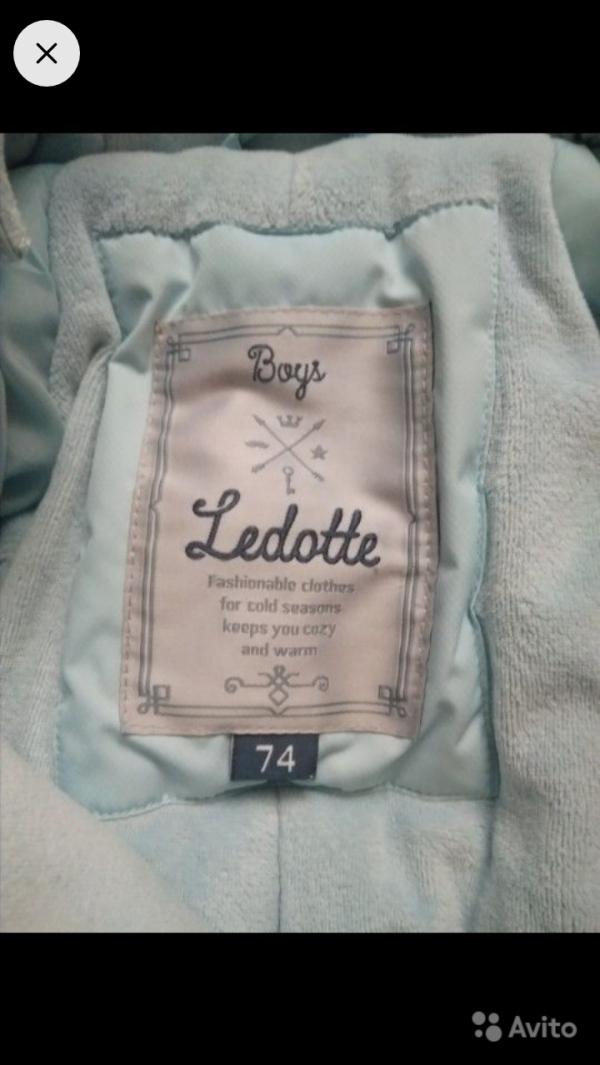 Boys
Ledotte
Fashionable clothes
for cold seasons
keeps you cozy
and warm
74
Avito